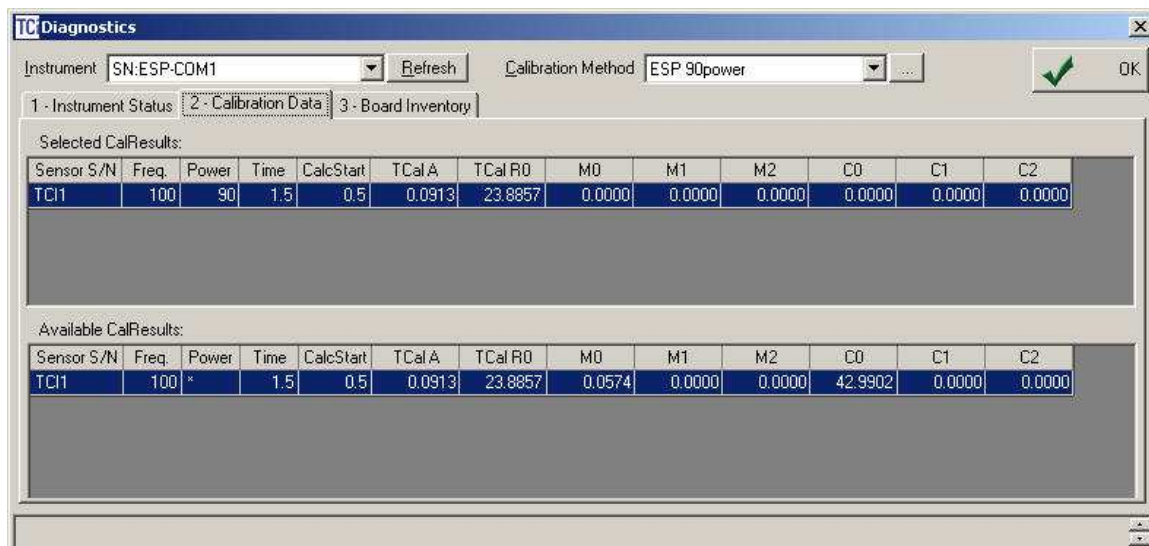 TCi Diagnostics
Instrument SN:ESP-COM1 Refresh Calibration Method ESP 90power ... OK
1 - Instrument Status 2 - Calibration Data 3 - Board Inventory
Selected CalResults:
Sensor S/N Freq. Power Time CalcStart TCal A TCal R0 M0 M1 M2 C0 C1 C2
TCI1 100 90 1.5 0.5 0.0913 23.8857 0.0000 0.0000 0.0000 0.0000 0.0000 0.0000
Available CalResults:
Sensor S/N Freq. Power Time CalcStart TCal A TCal R0 M0 M1 M2 C0 C1 C2
TCI1 100 * 1.5 0.5 0.0913 23.8857 0.0574 0.0000 0.0000 42.9902 0.0000 0.0000